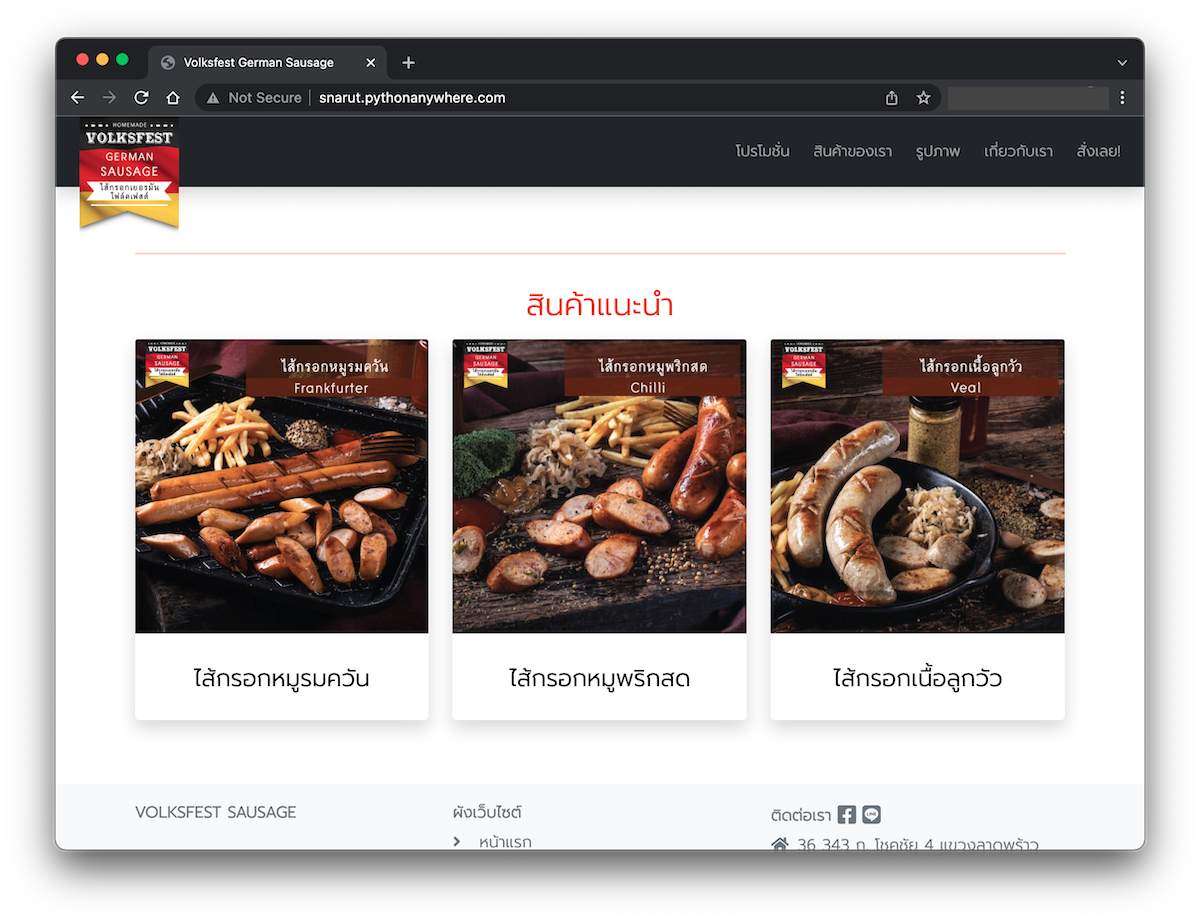 Volksfest German Sausage
Not Secure
snarut.pythonanywhere.com
HOMEMADE
VOLKSFEST
GERMAN
SAUSAGE
ไส้กรอกเยอรมัน
โฟล์คเฟสต์
โปรโมชั่น
สินค้าของเรา
รูปภาพ
เกี่ยวกับเรา
สั่งเลย!
สินค้าแนะนำ
VOLKSFEST
GERMAN
SAUSAGE
ไส้กรอกหมูรมควัน
Frankfurter
VOLKSFEST
GERMAN
SAUSAGE
ไส้กรอกหมูพริกสด
Chilli
VOLKSFEST
GERMAN
SAUSAGE
ไส้กรอกเนื้อลูกวัว
Veal
ไส้กรอกหมูรมควัน
ไส้กรอกหมูพริกสด
ไส้กรอกเนื้อลูกวัว
VOLKSFEST SAUSAGE
ผังเว็บไซต์
หน้าแรก
ติดต่อเรา
36 343 ถ. โชคชัย 4 แขวงลาดพร้าว